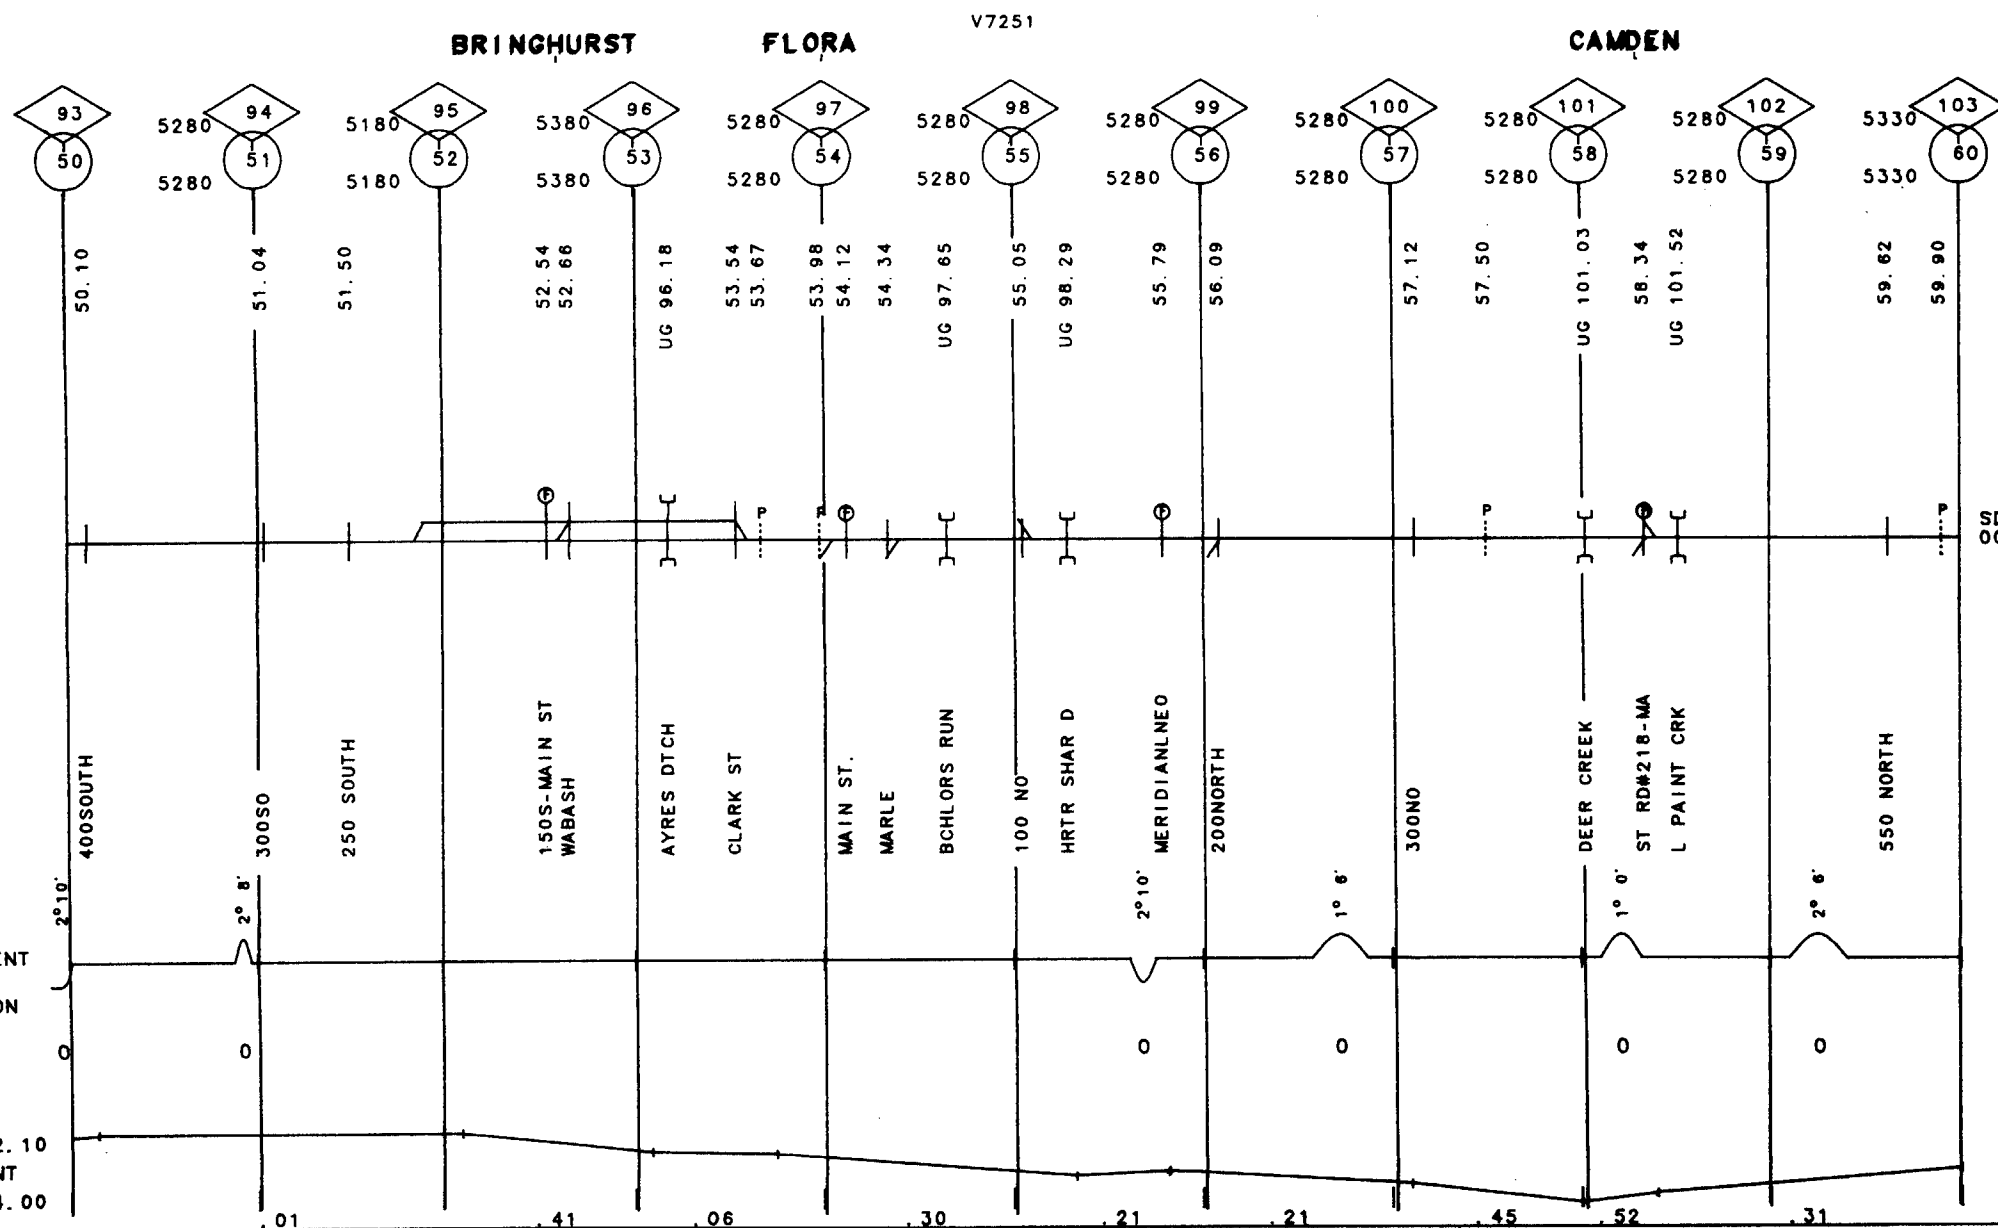 V7251
BRINGHURST FLORA CAMDEN
93 94 95 96 97 98 99 100 101 102 103
5280 5180 5380 5280 5280 5280 5280 5280 5280 5330
50 51 52 53 54 55 56 57 58 59 60
5280 5180 5380 5280 5280 5280 5280 5280 5280 5330
50.10
51.04
51.50
52.54
52.66
UG 96.18
53.54
53.67
53.98
54.12
54.34
UG 97.65
55.05
UG 98.29
55.79
56.09
57.12
57.50
UG 101.03
58.34
UG 101.52
59.62
59.90
F P P F F P P
400SOUTH
300SO
250 SOUTH
150S-MAIN ST
WABASH
AYRES DTCH
CLARK ST
MAIN ST.
MARLE
BCHLORS RUN
100 NO
HRTR SHAR D
MERIDIANLNEO
200NORTH
300NO
DEER CREEK
ST RD#218-MA
L PAINT CRK
550 NORTH
2°10' 2° 8' 2°10' 1° 6' 1° 0' 2° 6'
ENT
ON
0 0 0 0 0 0
2.10
NT
4.00
.01 .41 .06 .30 .21 .21 .45 .52 .31